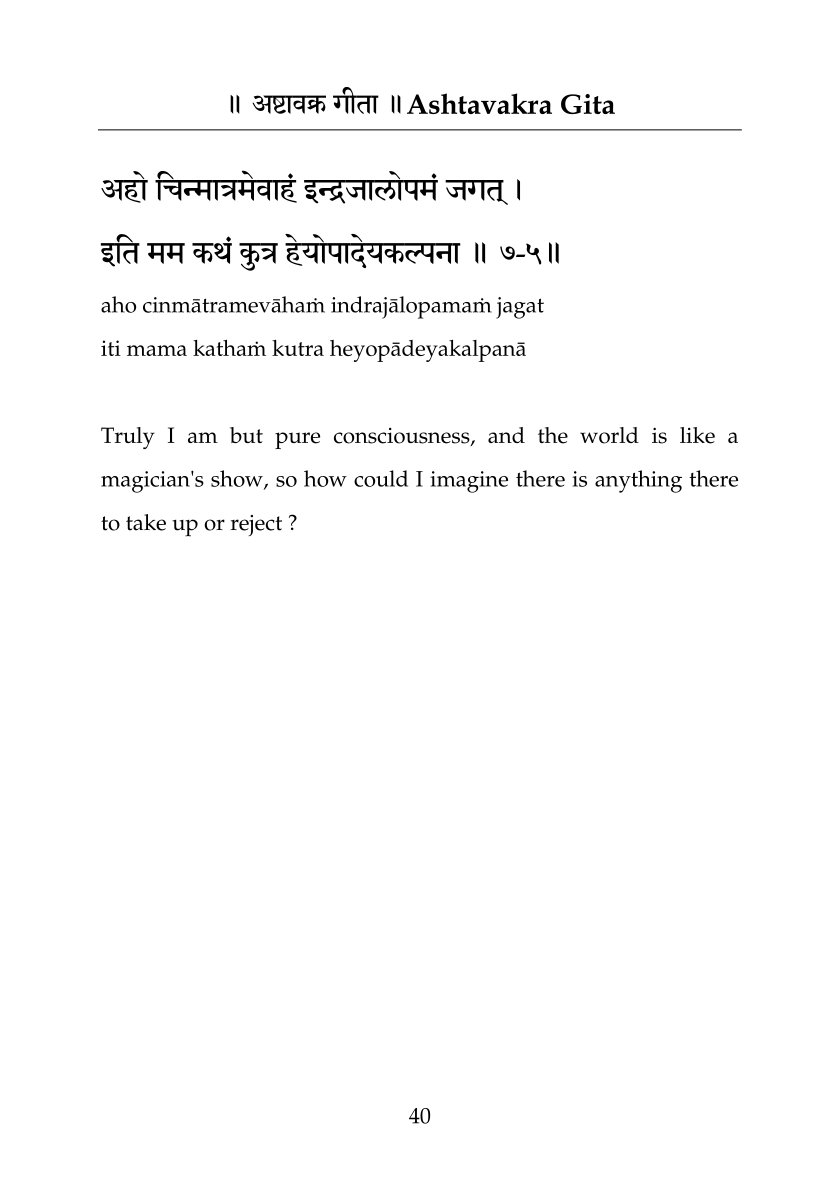 ॥ अष्टावक्र गीता ॥ Ashtavakra Gita
अहो चिन्मात्रमेवाहं इन्द्रजालोपमं जगत् ।
इति मम कथं कुत्र हेयोपादेयकल्पना ॥ ७-५॥
aho cinmātramevāhaṁ indrajālopamaṁ jagat
iti mama kathaṁ kutra heyopādeyakalpanā
Truly I am but pure consciousness, and the world is like a
magician's show, so how could I imagine there is anything there
to take up or reject ?
40